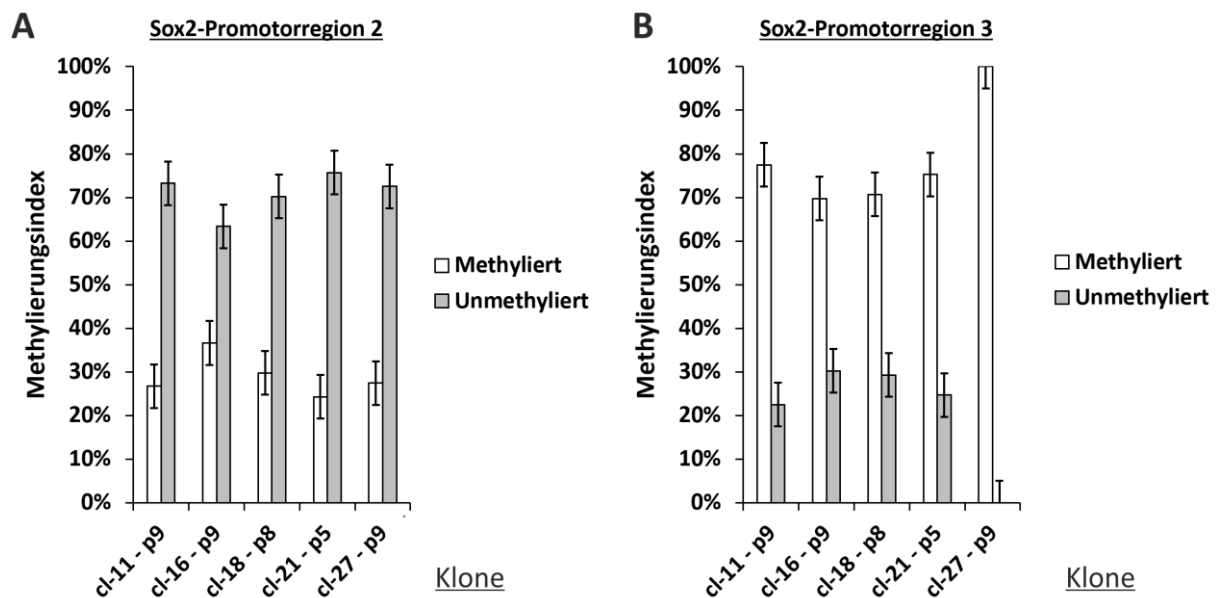 A
Sox2-Promotorregion 2
Methylierungsindex
100%
90%
80%
70%
60%
50%
40%
30%
20%
10%
0%
cl-11 - p9
cl-16 - p9
cl-18 - p8
cl-21 - p5
cl-27 - p9
Methyliert
Unmethyliert
Klone
B
Sox2-Promotorregion 3
Methylierungsindex
100%
90%
80%
70%
60%
50%
40%
30%
20%
10%
0%
cl-11 - p9
cl-16 - p9
cl-18 - p8
cl-21 - p5
cl-27 - p9
Methyliert
Unmethyliert
Klone